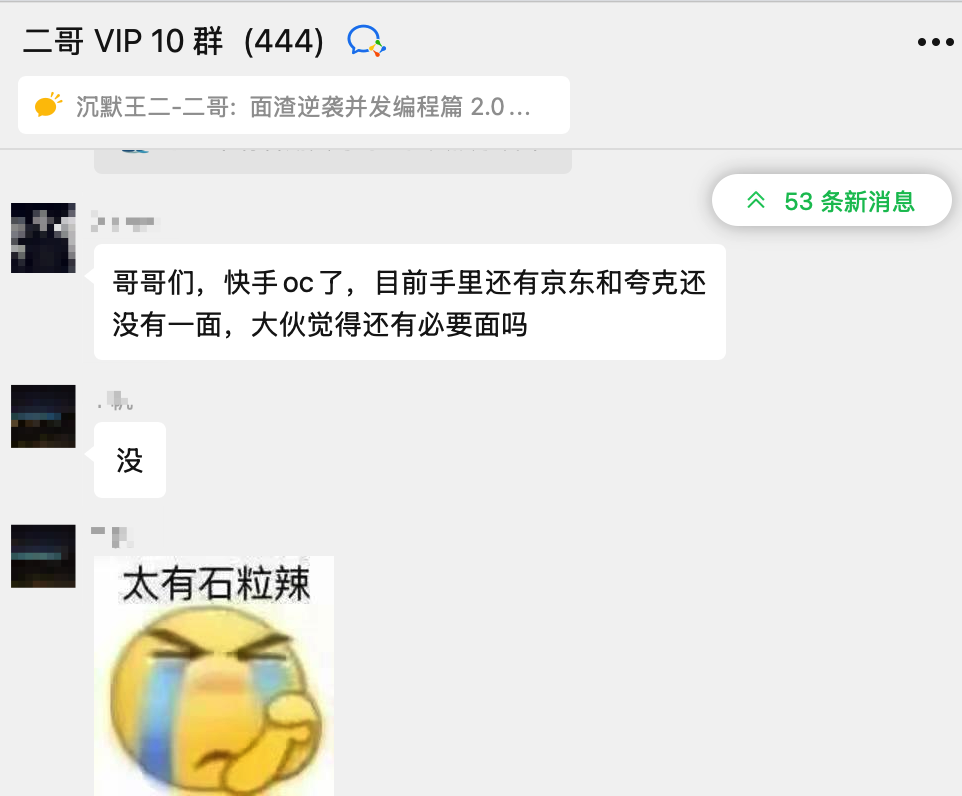 二哥 VIP 10 群 (444)
沉默王二-二哥: 面渣逆袭并发编程篇 2.0...
53 条新消息
哥哥们，快手oc了，目前手里还有京东和夸克还
没有一面，大伙觉得还有必要面吗
没
太有石粒辣